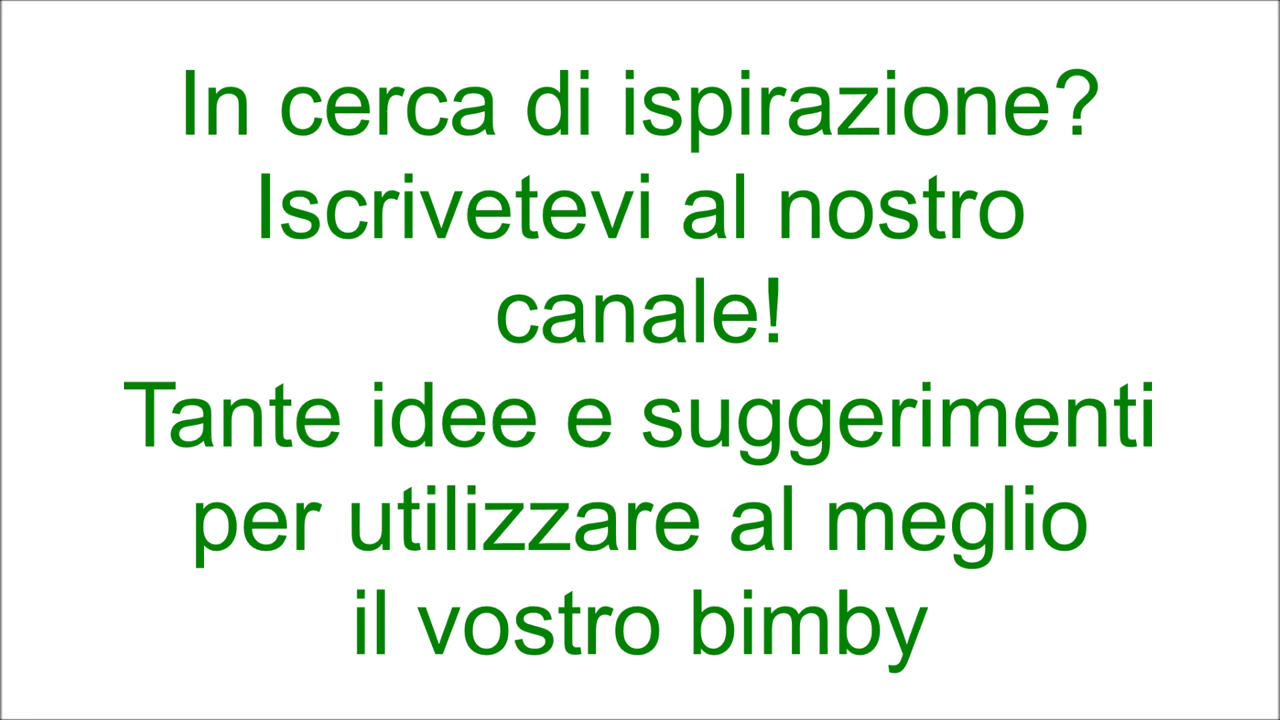 In cerca di ispirazione?
Iscrivetevi al nostro
canale!
Tante idee e suggerimenti
per utilizzare al meglio
il vostro bimby